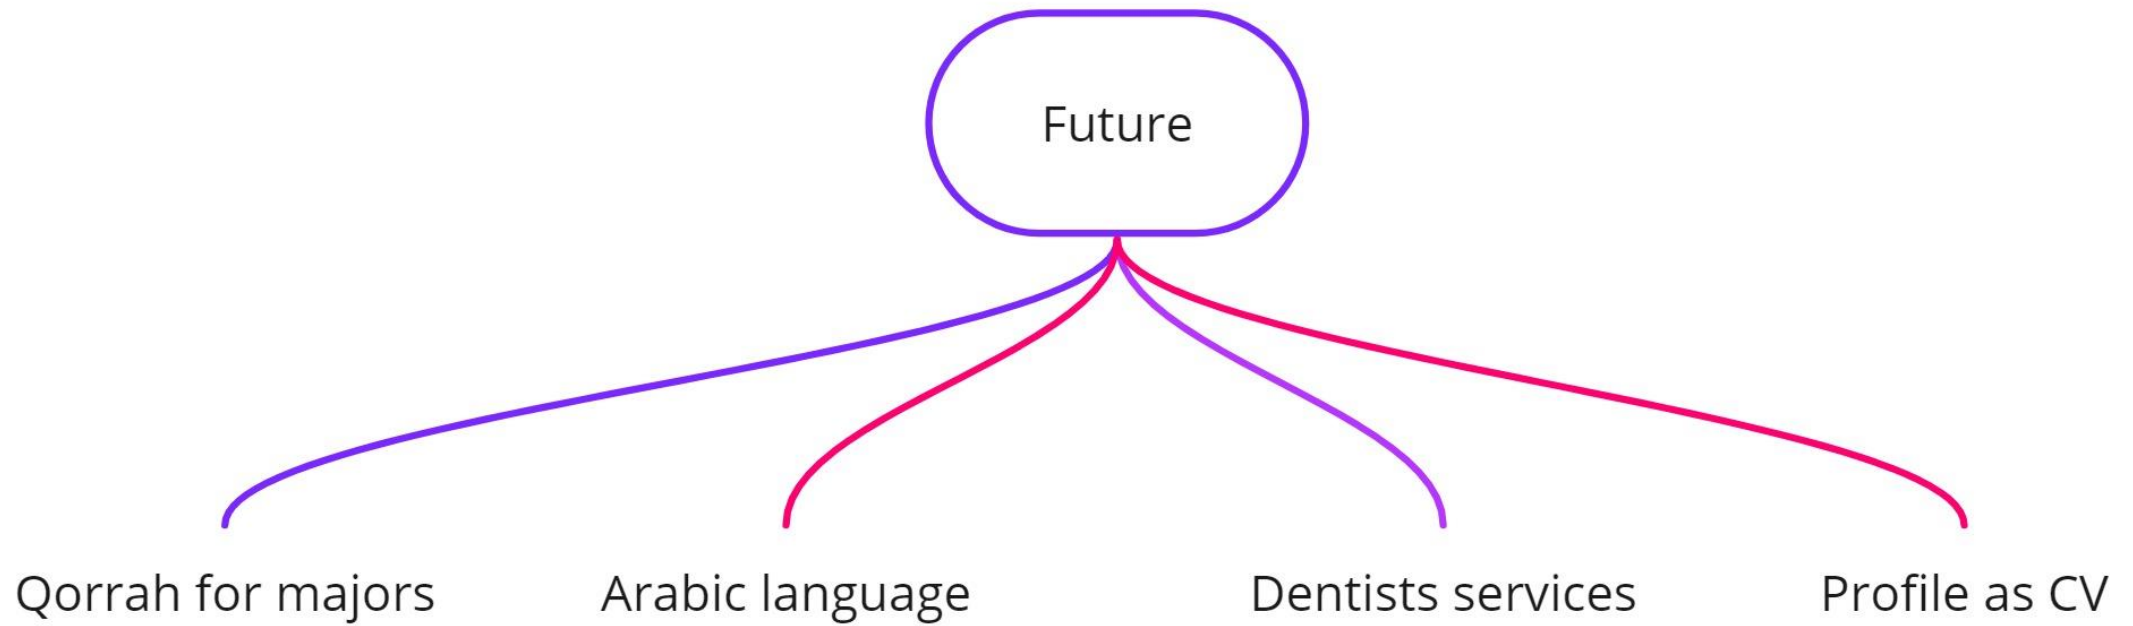 Future
Qorrah for majors
Arabic language
Dentists services
Profile as CV